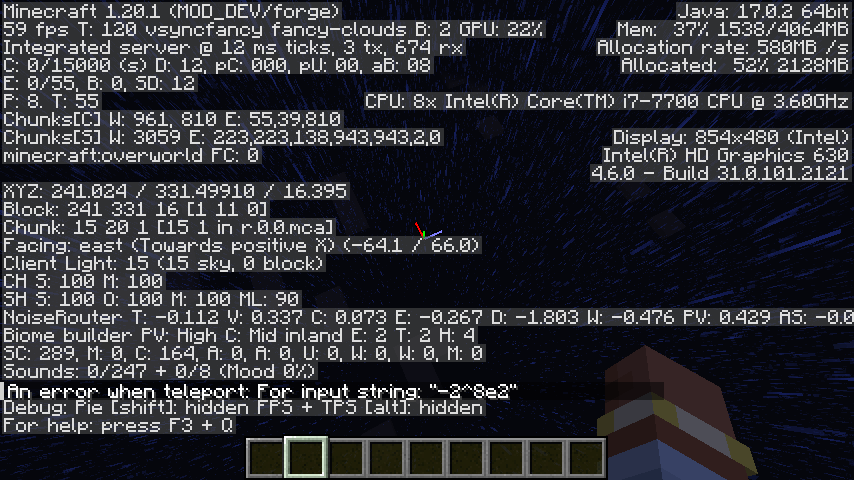 Minecraft 1.20.1 (MOD_DEV/forge)
59 fps T: 120 vsyncfancy fancy-clouds B: 2 GPU: 22%
Integrated server @ 12 ms ticks, 3 tx, 674 rx
C: 0/15000 (s) D: 12, pC: 000, pU: 00, aB: 08
E: 0/55, B: 0, SD: 12
P: 8. T: 55
Chunks[C] W: 961, 810 E: 55,39,810
Chunks[S] W: 3059 E: 223,223,138,943,943,2,0
minecraft:overworld FC: 0
XYZ: 241.024 / 331.49910 / 16.395
Block: 241 331 16 [1 11 0]
Chunk: 15 20 1 [15 1 in r.0.0.mca]
Facing: east (Towards positive X) (-64.1 / 66.0)
Client Light: 15 (15 sky, 0 block)
CH S: 100 M: 100
SH S: 100 O: 100 M: 100 ML: 90
NoiseRouter T: -0.112 V: 0.337 C: 0.073 E: -0.267 D: -1.803 W: -0.476 PV: 0.429 AS: -0.0
Biome builder PV: High C: Mid inland E: 2 T: 2 H: 4
SC: 289, M: 0, C: 164, A: 0, A: 0, U: 0, W: 0, W: 0, M: 0
Sounds: 0/247 + 0/8 (Mood 0%)
An error when teleport: For input string: "-2^8e2"
Debug: Pie [shift]: hidden FPS + TPS [alt]: hidden
For help: press F3 + Q
Java: 17.0.2 64bit
Mem: 37% 1538/4064MB
Allocation rate: 580MB /s
Allocated: 52% 2128MB
CPU: 8x Intel(R) Core(TM) i7-7700 CPU @ 3.60GHz
Display: 854x480 (Intel)
Intel(R) HD Graphics 630
4.6.0 - Build 31.0.101.2121